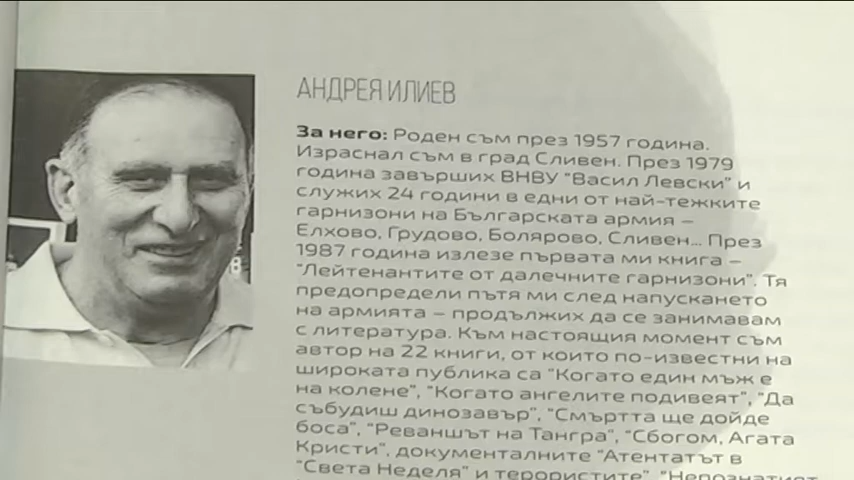 АНДРЕЯ ИЛИЕВ
За него: Роден съм през 1957 година.
Израснал съм в град Сливен. През 1979
година завърших ВНВУ "Васил Левски" и
служих 24 години в едни от най-тежките
гарнизони на Българската армия –
Елхово, Грудово, Болярово, Сливен... През
1987 година излезе първата ми книга –
"Лейтенантите от далечните гарнизони". Тя
предопредели пътя ми след напускането
на армията – продължих да се занимавам
с литература. Към настоящия момент съм
автор на 22 книги, от които по-известни на
широката публика са "Когато един мъж е
на колене", "Когато ангелите подивеят", "Да
събудиш динозавър", "Смъртта ще дойде
боса", "Реваншът на Тангра", "Сбогом, Агата
Кристи", документалните "Атентатът в
"Света Неделя" и терористите", "Непознатият